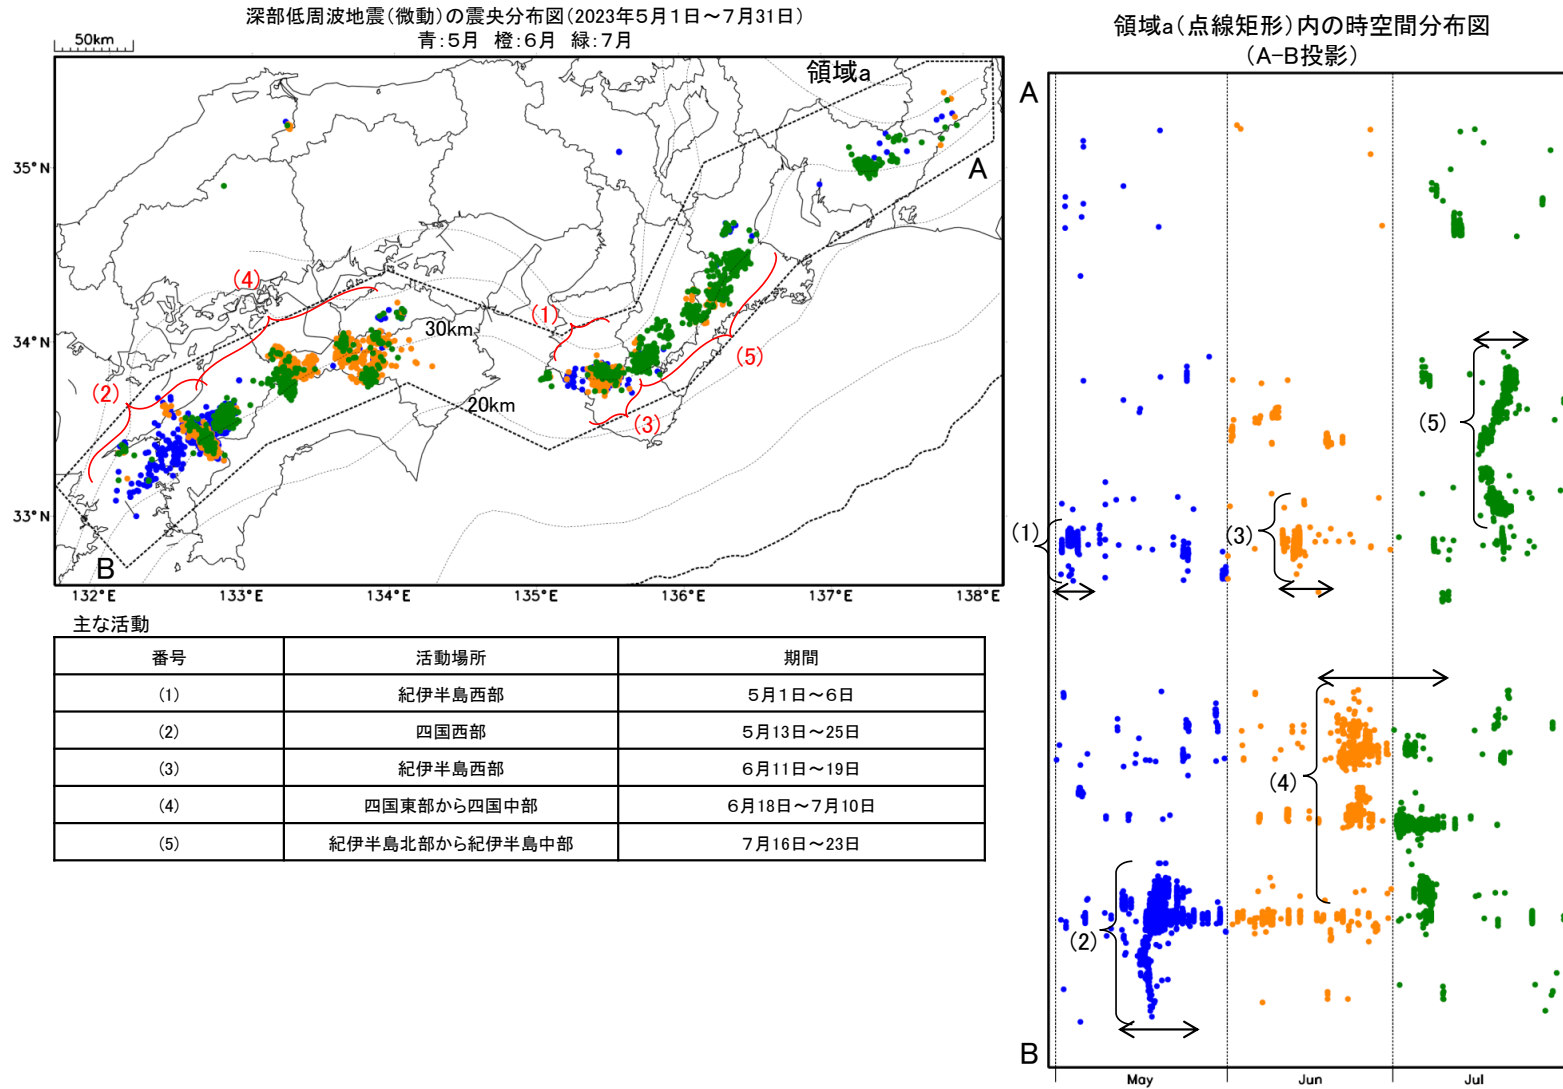 深部低周波地震(微動)の震央分布図(2023年5月1日～7月31日)
青:5月 橙:6月 緑:7月
50km
領域a
35°N
34°N
33°N
132°E
133°E
134°E
135°E
136°E
137°E
138°E
A
B
(1)
(2)
(3)
(4)
(5)
30km
20km
主な活動
番号 活動場所 期間
(1) 紀伊半島西部 5月1日～6日
(2) 四国西部 5月13日～25日
(3) 紀伊半島西部 6月11日～19日
(4) 四国東部から四国中部 6月18日～7月10日
(5) 紀伊半島北部から紀伊半島中部 7月16日～23日
領域a(点線矩形)内の時空間分布図
(A-B投影)
A
(5)
(1)
(3)
(4)
(2)
B
May
Jun
Jul